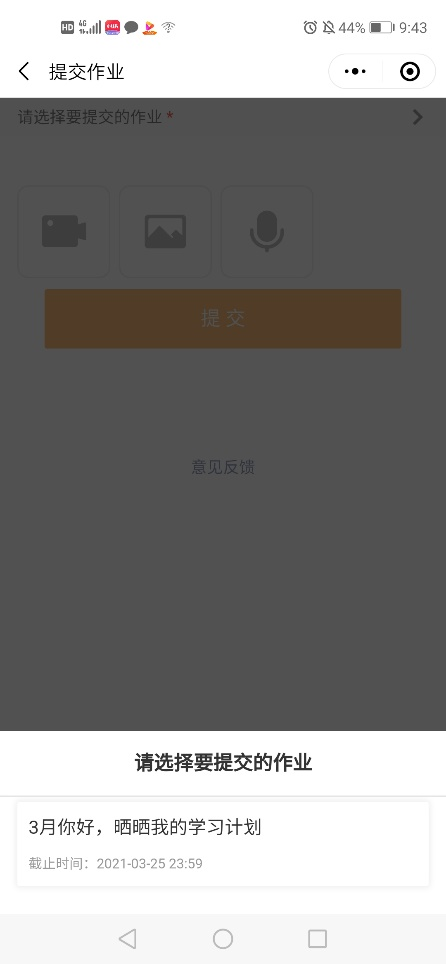 HD 4G 44% 9:43
提交作业
请选择要提交的作业 *
提 交
意见反馈
请选择要提交的作业
3月你好，晒晒我的学习计划
截止时间：2021-03-25 23:59